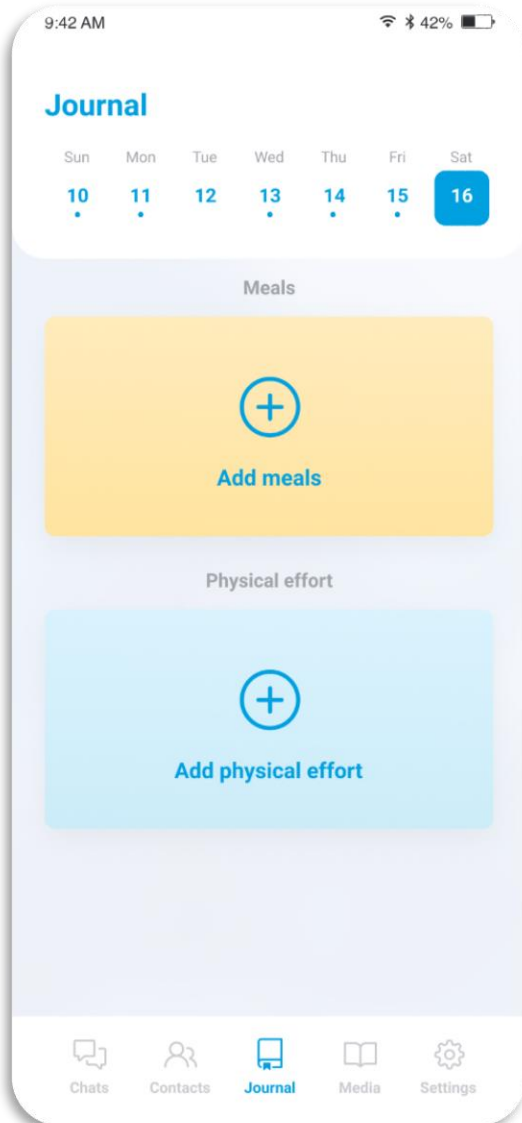 9:42 AM 42%
Journal
Sun Mon Tue Wed Thu Fri Sat
10 11 12 13 14 15 16
Meals
Add meals
Physical effort
Add physical effort
Chats Contacts Journal Media Settings